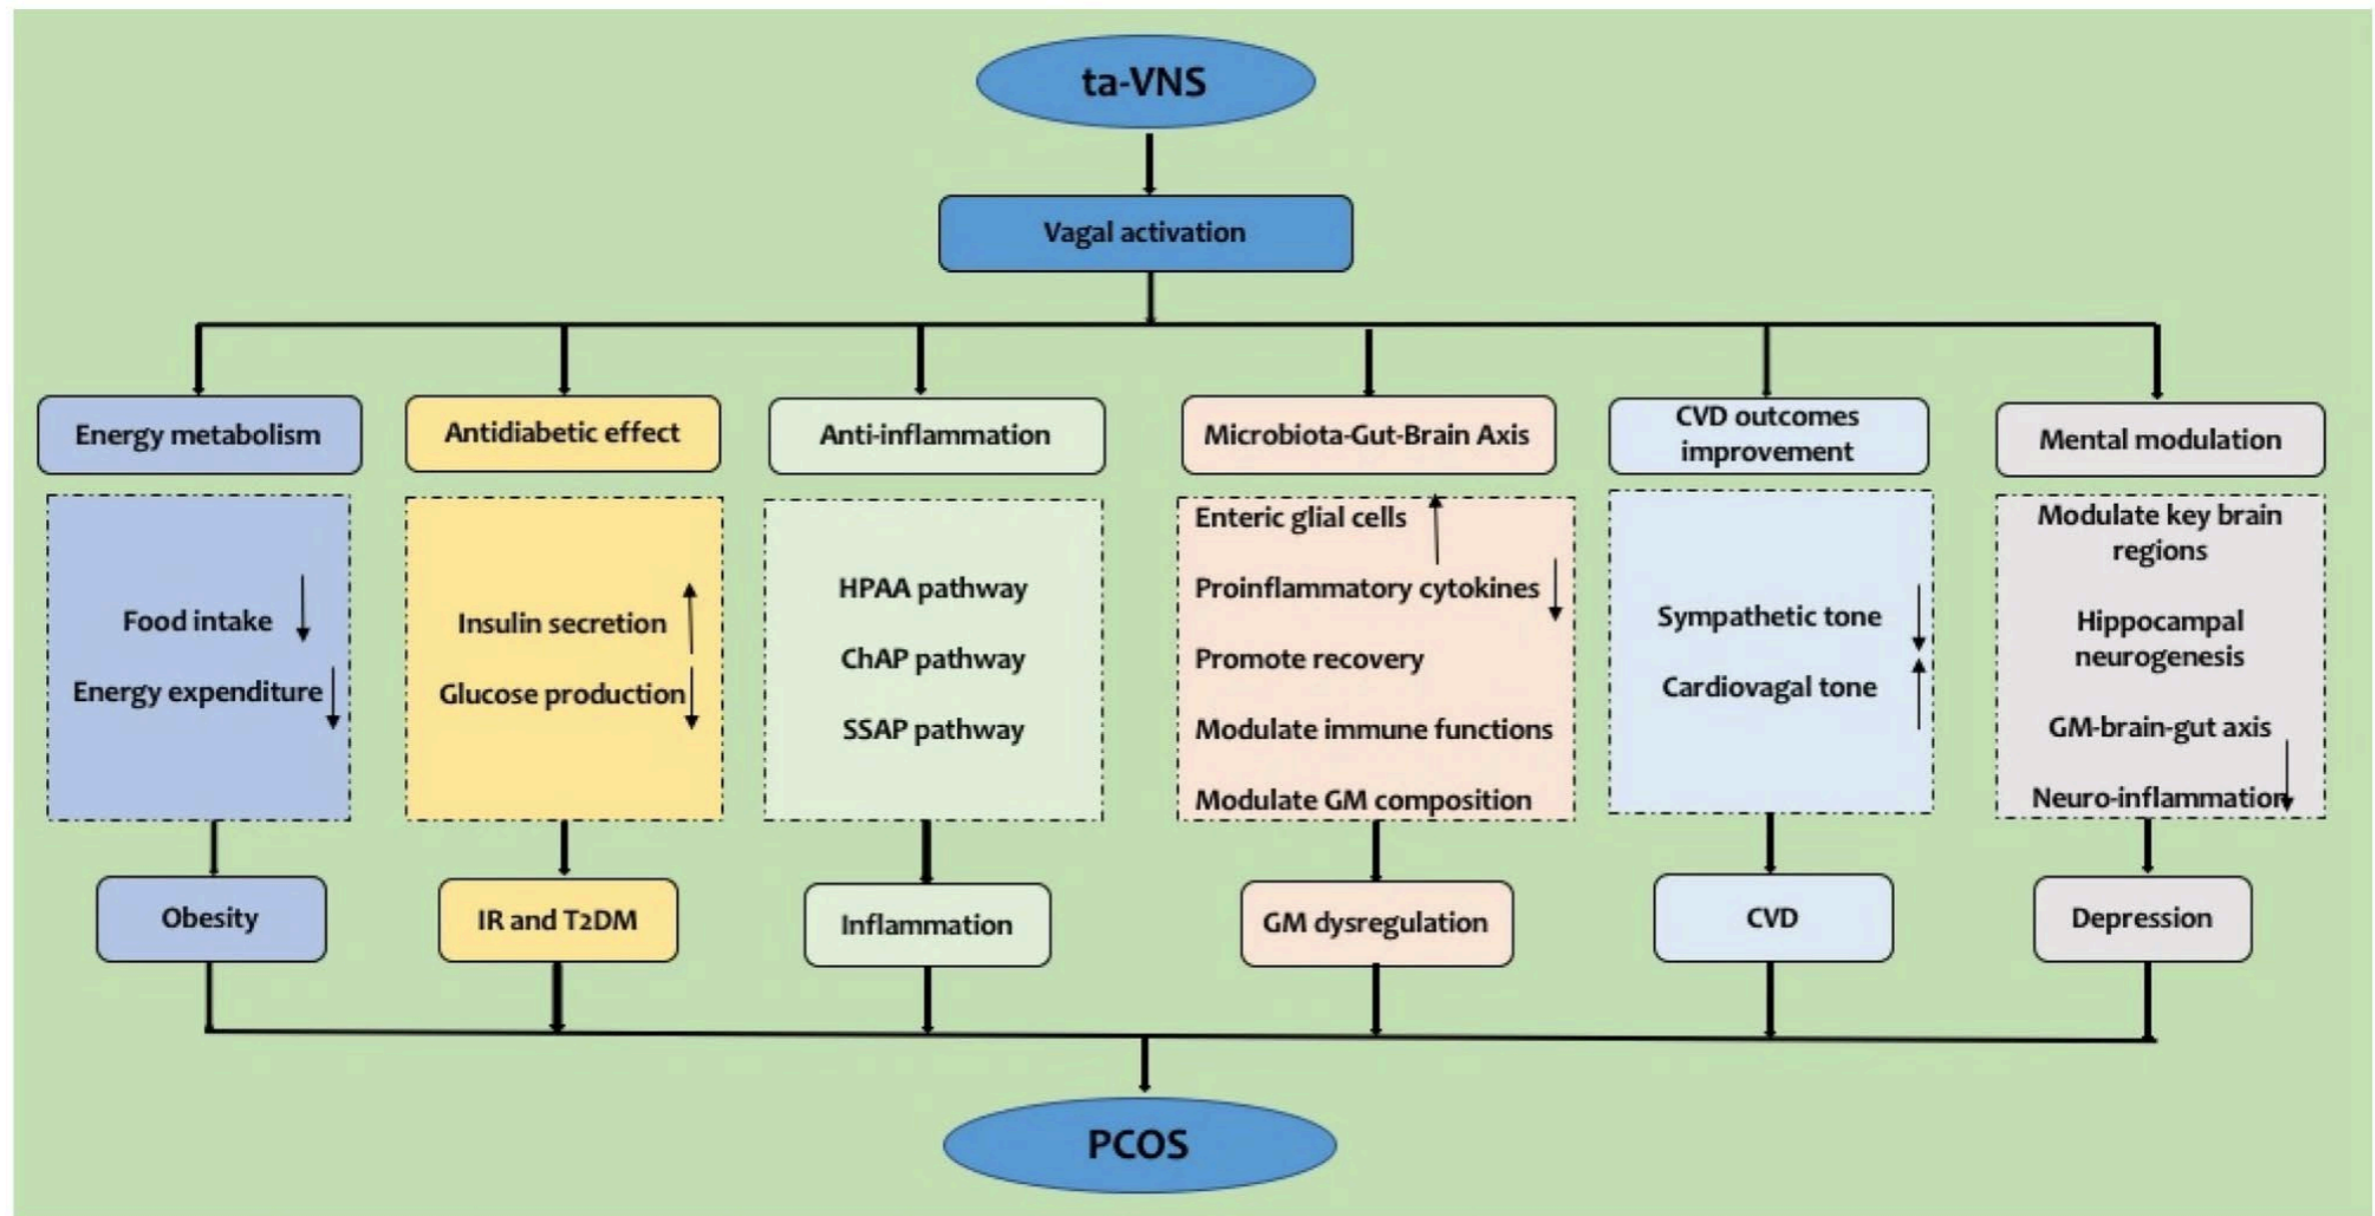 ta-VNS
Vagal activation
Energy metabolism
Antidiabetic effect
Anti-inflammation
Microbiota-Gut-Brain Axis
CVD outcomes
improvement
Mental modulation
Food intake
Energy expenditure
Insulin secretion
Glucose production
HPAA pathway
ChAP pathway
SSAP pathway
Enteric glial cells
Proinflammatory cytokines
Promote recovery
Modulate immune functions
Modulate GM composition
Sympathetic tone
Cardiovagal tone
Modulate key brain
regions
Hippocampal
neurogenesis
GM-brain-gut axis
Neuro-inflammation
Obesity
IR and T2DM
Inflammation
GM dysregulation
CVD
Depression
PCOS